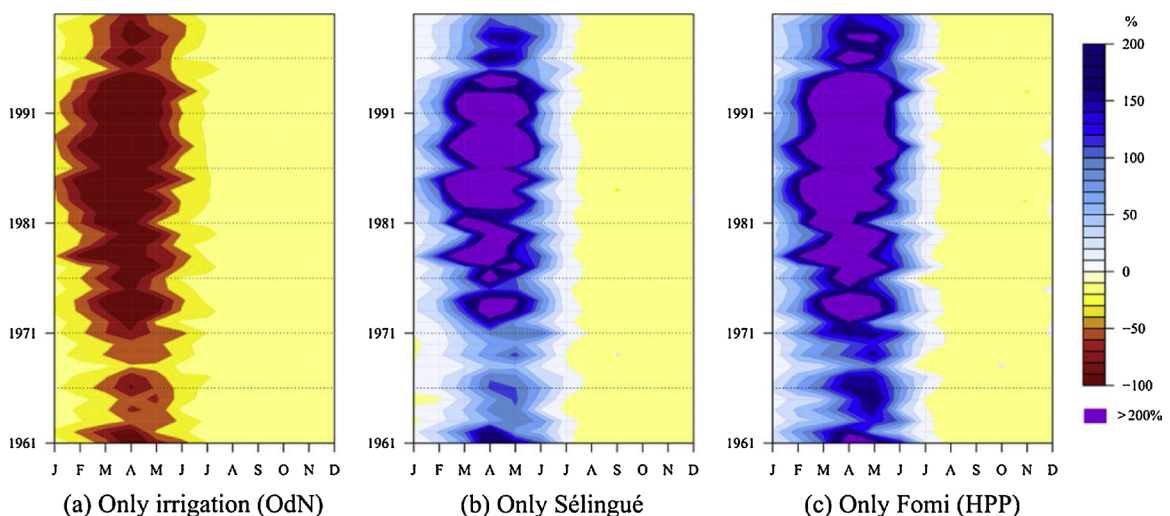 %
200
150
100
50
0
−50
−100
>200%
1991
1981
1971
1961
J F M A M J J A S O N D
J F M A M J J A S O N D
J F M A M J J A S O N D
(a) Only irrigation (OdN)
(b) Only Sélingué
(c) Only Fomi (HPP)